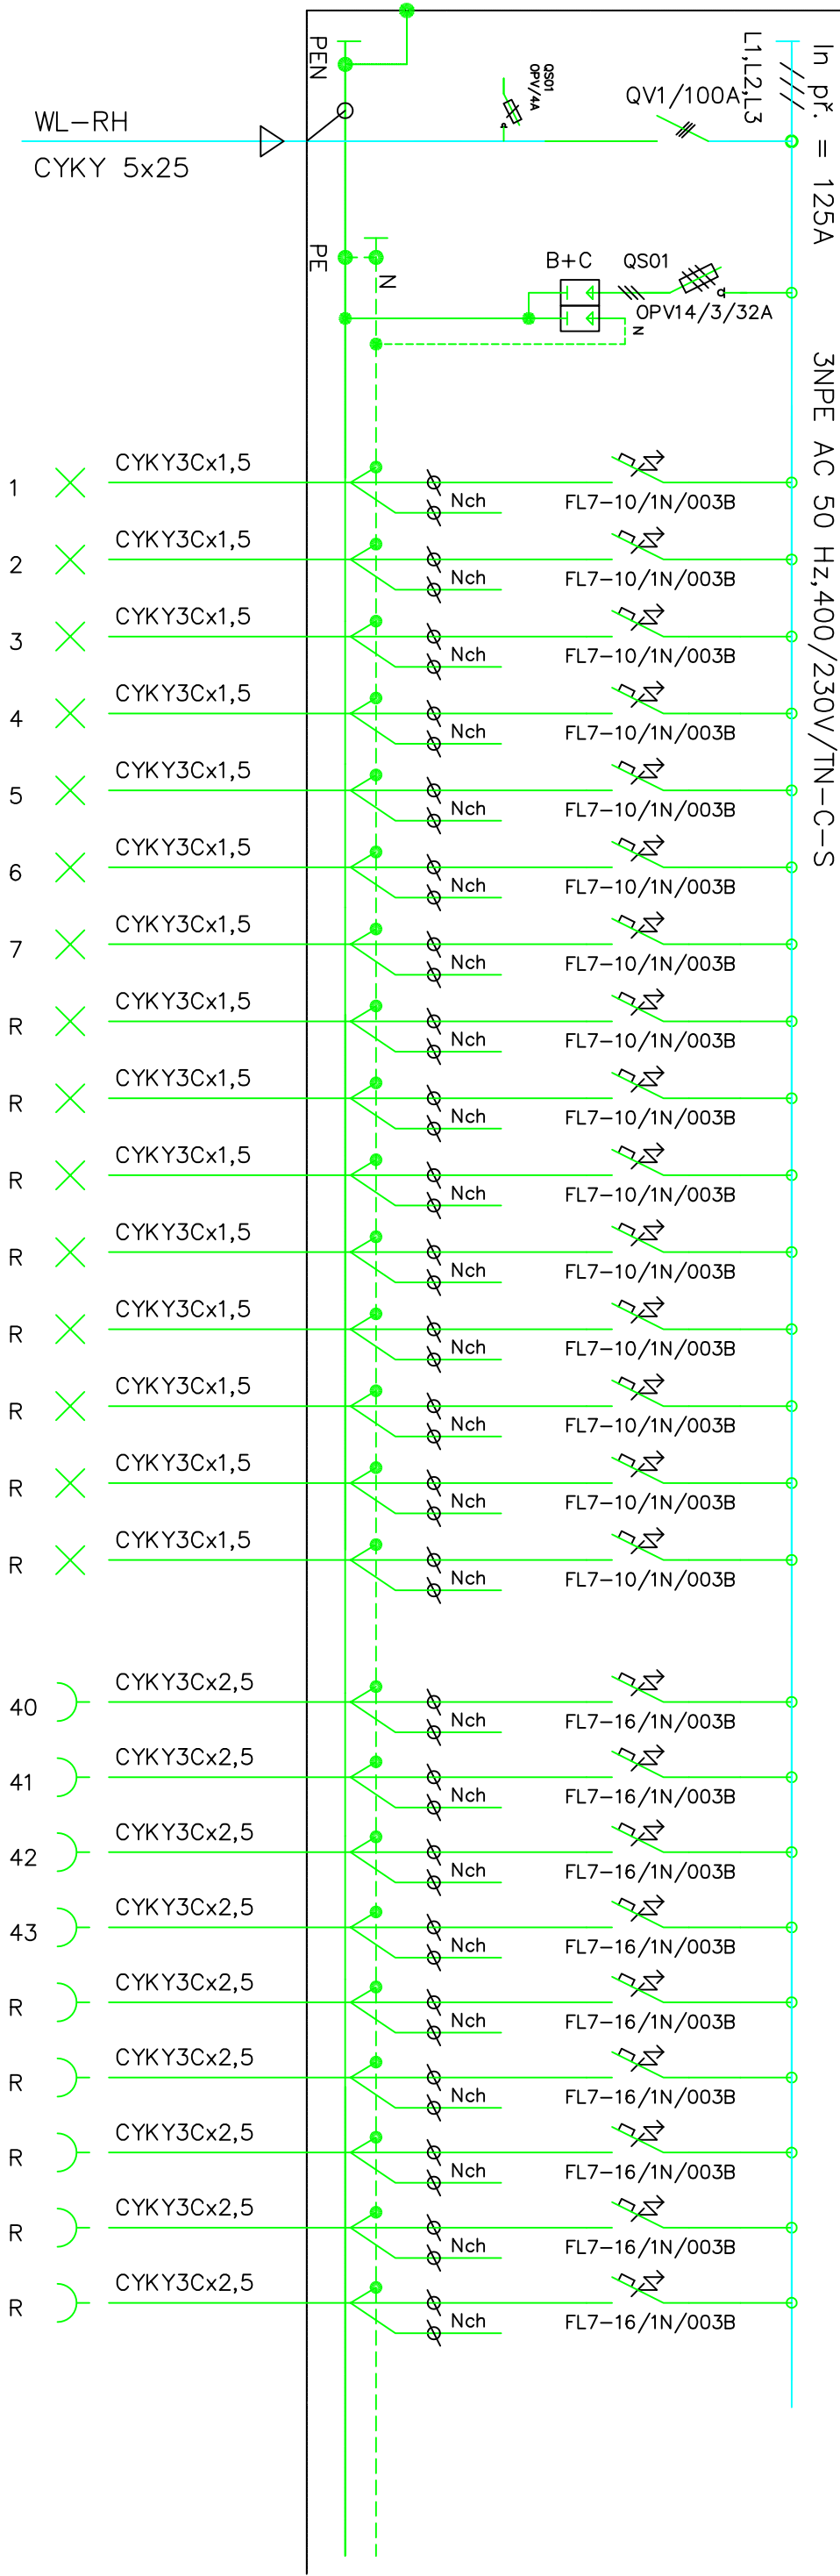 In př. = 125A 3NPE AC 50 Hz,400/230V/TN-C-S
L1,L2,L3
PEN
QS01
OPV/4A
QV1/100A
WL-RH
CYKY 5x25
PE
N
B+C
QS01
OPV14/3/32A
N
1 CYKY3Cx1,5 Nch FL7-10/1N/003B
2 CYKY3Cx1,5 Nch FL7-10/1N/003B
3 CYKY3Cx1,5 Nch FL7-10/1N/003B
4 CYKY3Cx1,5 Nch FL7-10/1N/003B
5 CYKY3Cx1,5 Nch FL7-10/1N/003B
6 CYKY3Cx1,5 Nch FL7-10/1N/003B
7 CYKY3Cx1,5 Nch FL7-10/1N/003B
R CYKY3Cx1,5 Nch FL7-10/1N/003B
R CYKY3Cx1,5 Nch FL7-10/1N/003B
R CYKY3Cx1,5 Nch FL7-10/1N/003B
R CYKY3Cx1,5 Nch FL7-10/1N/003B
R CYKY3Cx1,5 Nch FL7-10/1N/003B
R CYKY3Cx1,5 Nch FL7-10/1N/003B
R CYKY3Cx1,5 Nch FL7-10/1N/003B
R CYKY3Cx1,5 Nch FL7-10/1N/003B
40 CYKY3Cx2,5 Nch FL7-16/1N/003B
41 CYKY3Cx2,5 Nch FL7-16/1N/003B
42 CYKY3Cx2,5 Nch FL7-16/1N/003B
43 CYKY3Cx2,5 Nch FL7-16/1N/003B
R CYKY3Cx2,5 Nch FL7-16/1N/003B
R CYKY3Cx2,5 Nch FL7-16/1N/003B
R CYKY3Cx2,5 Nch FL7-16/1N/003B
R CYKY3Cx2,5 Nch FL7-16/1N/003B
R CYKY3Cx2,5 Nch FL7-16/1N/003B